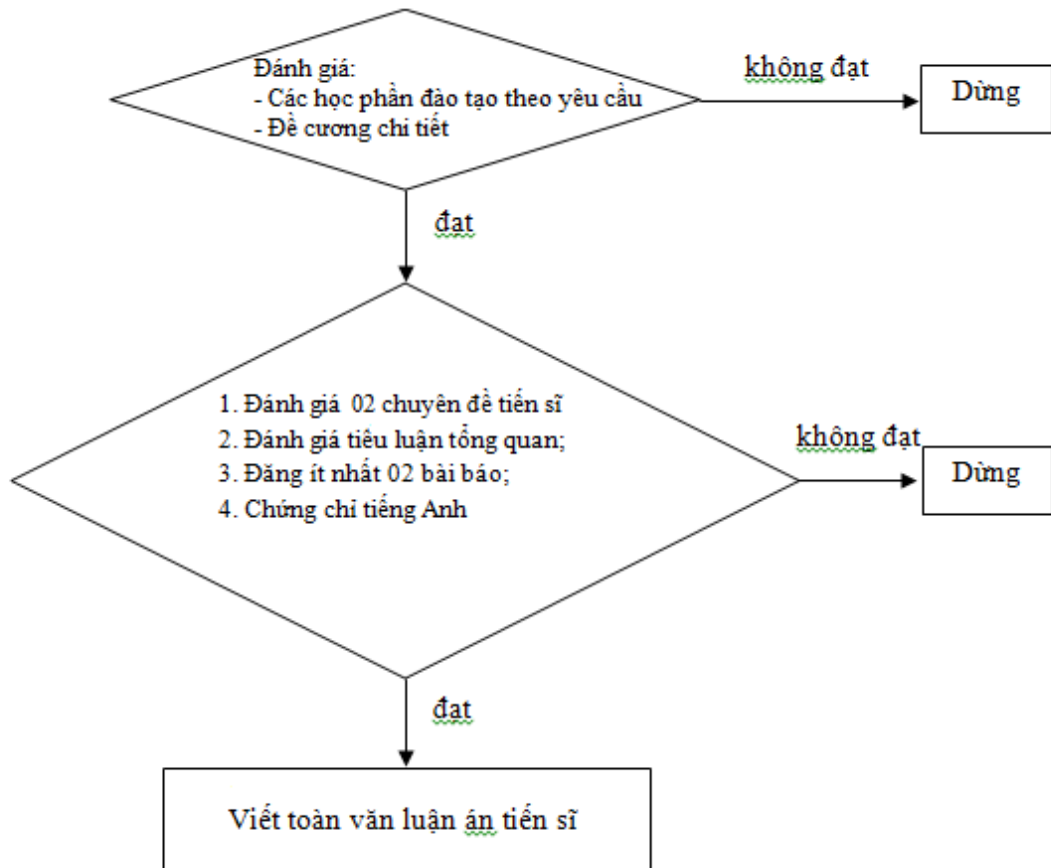 Đánh giá:
- Các học phần đào tạo theo yêu cầu
- Đề cương chi tiết
không đạt
Dừng
đạt
1. Đánh giá 02 chuyên đề tiến sĩ
2. Đánh giá tiêu luận tổng quan;
3. Đăng ít nhất 02 bài báo;
4. Chứng chỉ tiếng Anh
không đạt
Dừng
đạt
Viết toàn văn luận án tiến sĩ